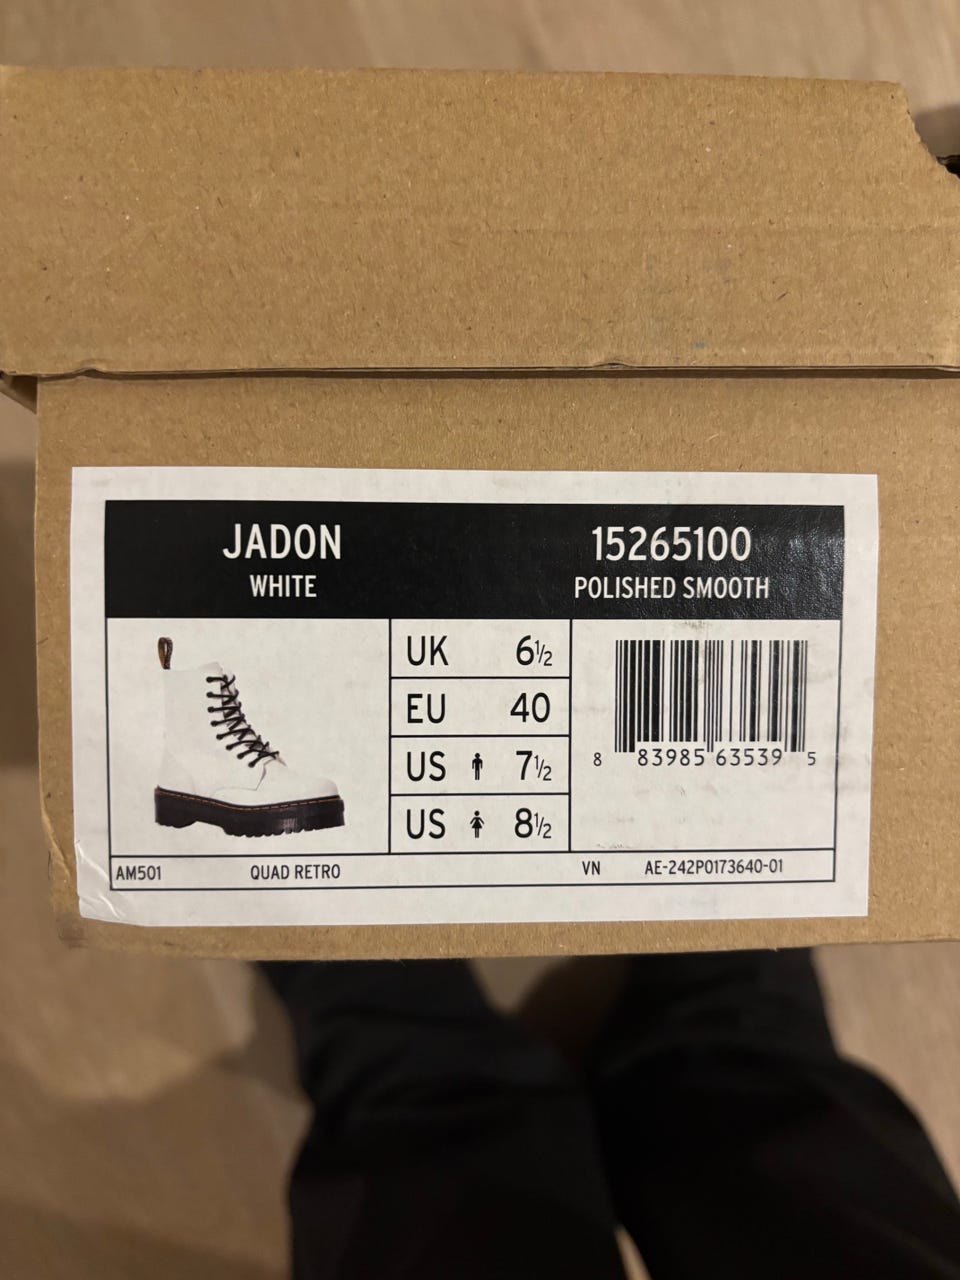 JADON
WHITE
15265100
POLISHED SMOOTH
UK 6½
EU 40
US 7½
US 8½
8 83985 63539 5
AM501 QUAD RETRO VN AE-242P0173640-01